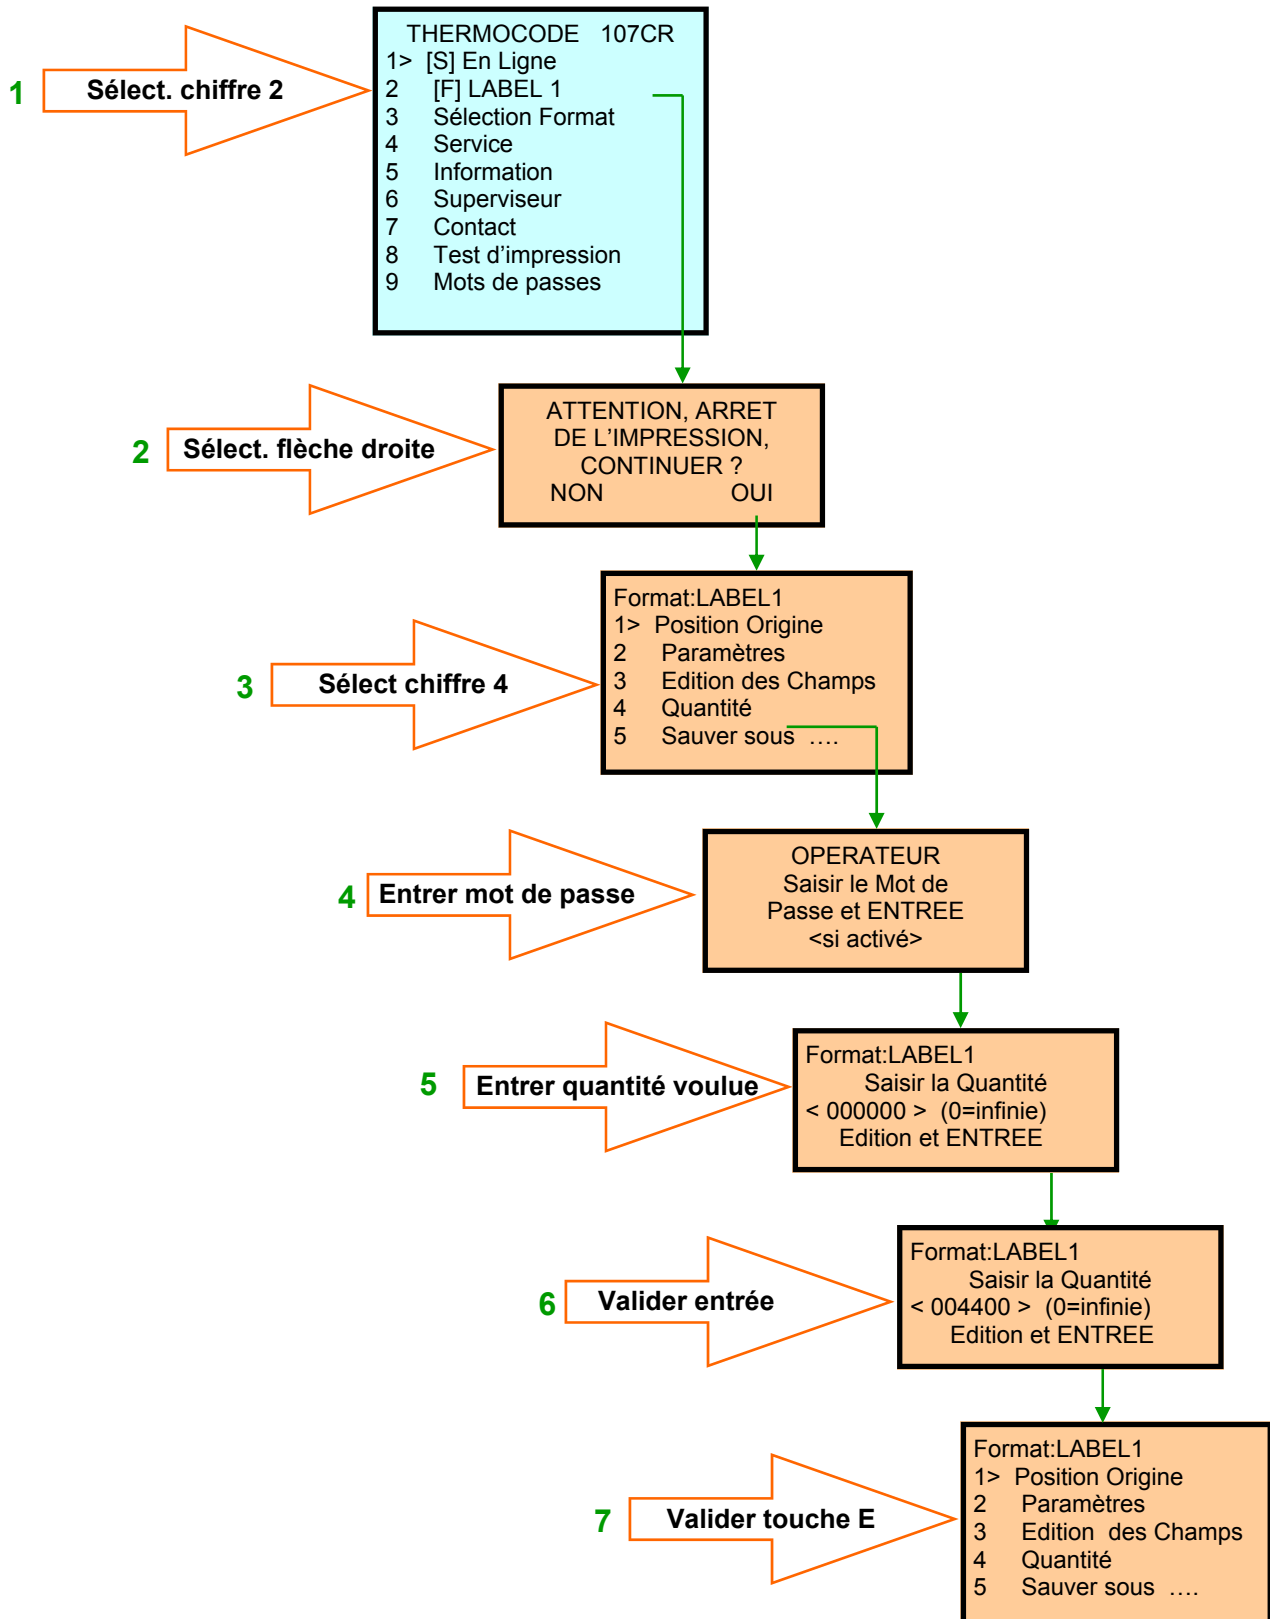 THERMOCODE 107CR
1> [S] En Ligne
2 [F] LABEL 1
3 Sélection Format
4 Service
5 Information
6 Superviseur
7 Contact
8 Test d’impression
9 Mots de passes
1 Sélect. chiffre 2
ATTENTION, ARRET
DE L’IMPRESSION,
CONTINUER ?
NON OUI
2 Sélect. flèche droite
Format:LABEL1
1> Position Origine
2 Paramètres
3 Edition des Champs
4 Quantité
5 Sauver sous ….
3 Sélect chiffre 4
OPERATEUR
Saisir le Mot de
Passe et ENTREE
<si activé>
4 Entrer mot de passe
Format:LABEL1
Saisir la Quantité
< 000000 > (0=infinie)
Edition et ENTREE
5 Entrer quantité voulue
Format:LABEL1
Saisir la Quantité
< 004400 > (0=infinie)
Edition et ENTREE
6 Valider entrée
Format:LABEL1
1> Position Origine
2 Paramètres
3 Edition des Champs
4 Quantité
5 Sauver sous ….
7 Valider touche E